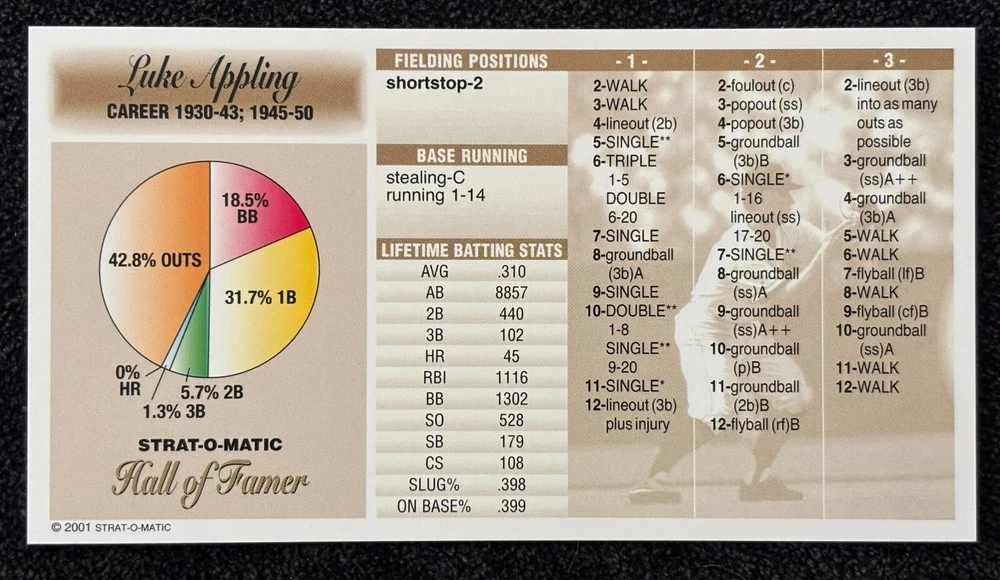 Luke Appling
CAREER 1930-43; 1945-50
18.5%
BB
42.8% OUTS
31.7% 1B
0%
HR
5.7% 2B
1.3% 3B
STRAT-O-MATIC
Hall of Famer
© 2001 STRAT-O-MATIC
FIELDING POSITIONS
shortstop-2
BASE RUNNING
stealing-C
running 1-14
LIFETIME BATTING STATS
AVG .310
AB 8857
2B 440
3B 102
HR 45
RBI 1116
BB 1302
SO 528
SB 179
CS 108
SLUG% .398
ON BASE% .399
- 1 -
2-WALK
3-WALK
4-lineout (2b)
5-SINGLE**
6-TRIPLE
1-5
DOUBLE
6-20
7-SINGLE
8-groundball
(3b)A
9-SINGLE
10-DOUBLE**
1-8
SINGLE**
9-20
11-SINGLE*
12-lineout (3b)
plus injury
- 2 -
2-foulout (c)
3-popout (ss)
4-popout (3b)
5-groundball
(3b)B
6-SINGLE*
1-16
lineout (ss)
17-20
7-SINGLE**
8-groundball
(ss)A
9-groundball
(ss)A++
10-groundball
(p)B
11-groundball
(2b)B
12-flyball (rf)B
- 3 -
2-lineout (3b)
into as many
outs as
possible
3-groundball
(ss)A++
4-groundball
(3b)A
5-WALK
6-WALK
7-flyball (lf)B
8-WALK
9-flyball (cf)B
10-groundball
(ss)A
11-WALK
12-WALK